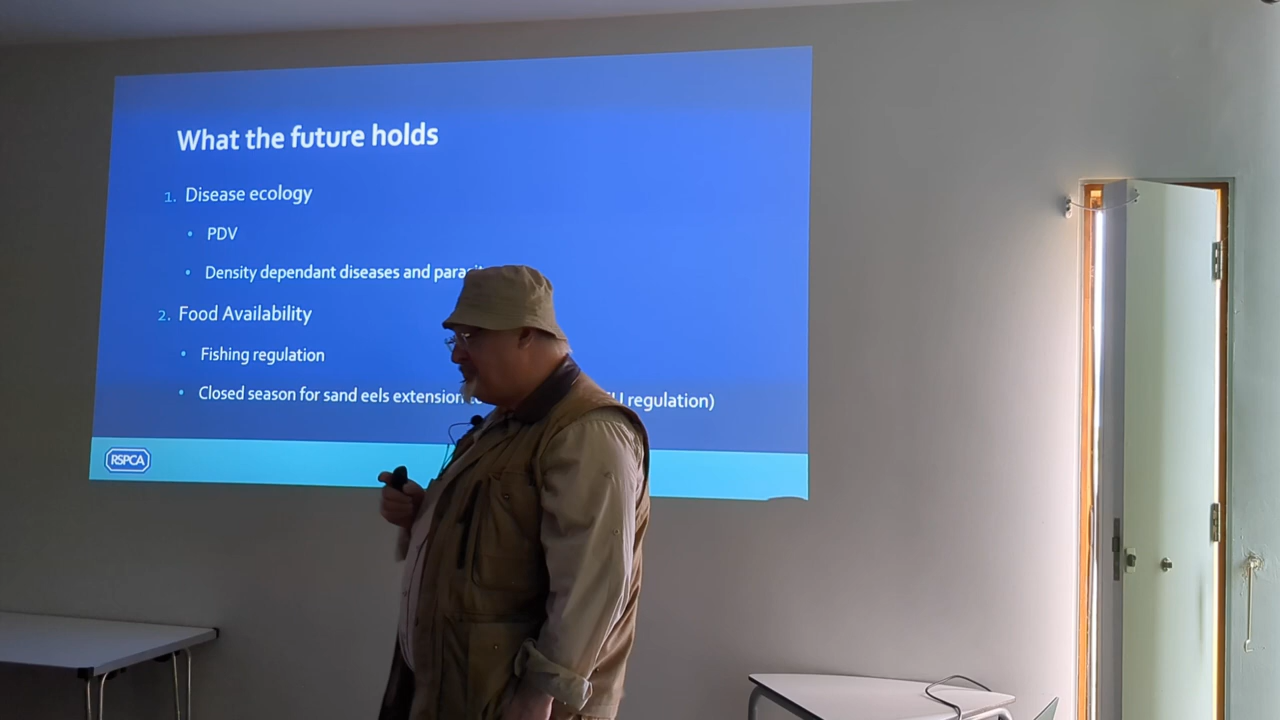 What the future holds
1. Disease ecology
• PDV
• Density dependant diseases and
2. Food Availability
• Fishing regulation
• Closed season for sand eels extension regulation)
RSPCA